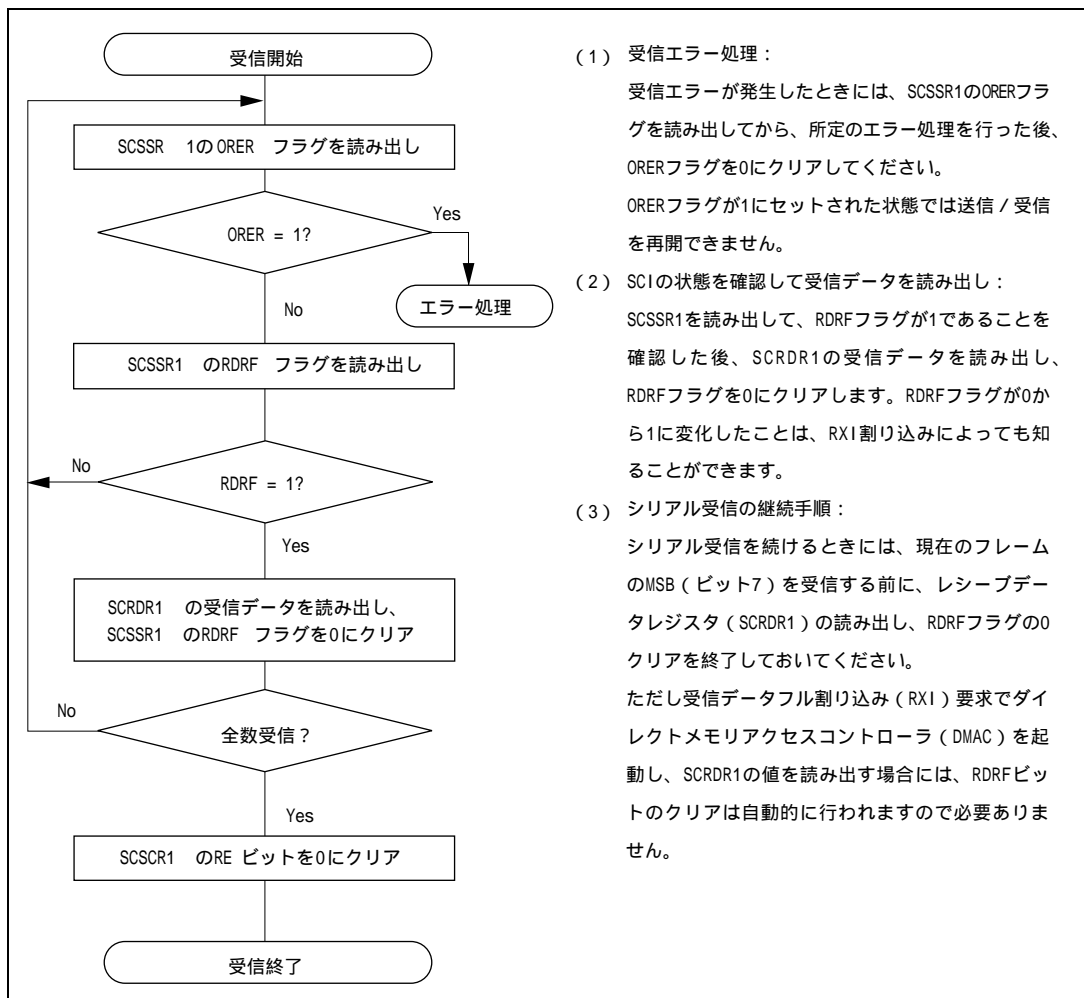 受信開始
SCSSR 1の ORER フラグを読み出し
ORER = 1?
Yes
エラー処理
No
SCSSR1 のRDRF フラグを読み出し
No
RDRF = 1?
Yes
SCRDR1 の受信データを読み出し、
SCSSR1 のRDRF フラグを0にクリア
No
全数受信？
Yes
SCSCR1 のRE ビットを0にクリア
受信終了
（1） 受信エラー処理：
受信エラーが発生したときには、SCSSR1のORERフラ
グを読み出してから、所定のエラー処理を行った後、
ORERフラグを0にクリアしてください。
ORERフラグが1にセットされた状態では送信／受信
を再開できません。
（2） SCIの状態を確認して受信データを読み出し：
SCSSR1を読み出して、RDRFフラグが1であることを
確認した後、SCRDR1の受信データを読み出し、
RDRFフラグを0にクリアします。RDRFフラグが0か
ら1に変化したことは、RXI割り込みによっても知
ることができます。
（3） シリアル受信の継続手順：
シリアル受信を続けるときには、現在のフレーム
のMSB（ビット7）を受信する前に、レシーブデー
タレジスタ（SCRDR1）の読み出し、RDRFフラグの0
クリアを終了しておいてください。
ただし受信データフル割り込み（RXI）要求でダイ
レクトメモリアクセスコントローラ（DMAC）を起
動し、SCRDR1の値を読み出す場合には、RDRFビッ
トのクリアは自動的に行われますので必要ありま
せん。